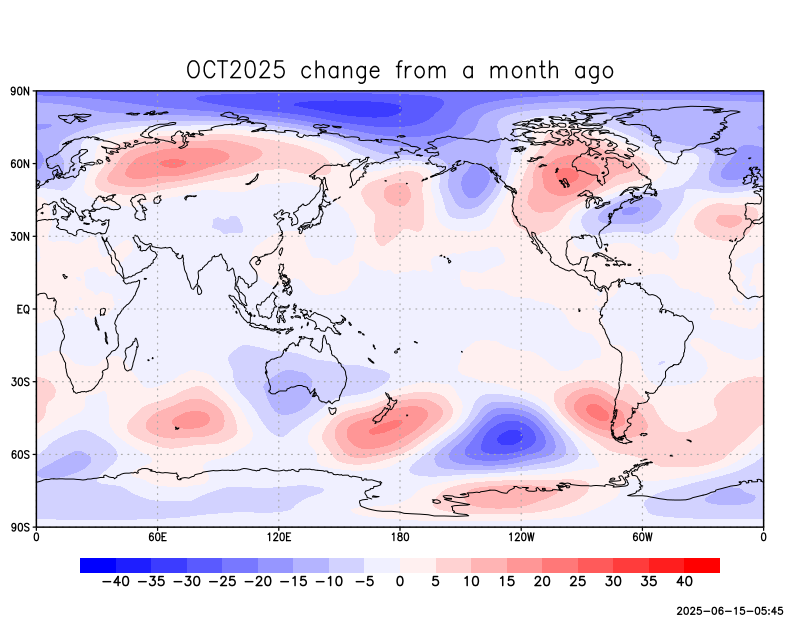 OCT2025 change from a month ago
90N
60N
30N
EQ
30S
60S
90S
0 60E 120E 180 120W 60W 0
−40 −35 −30 −25 −20 −15 −10 −5 0 5 10 15 20 25 30 35 40
2025-06-15-05:45